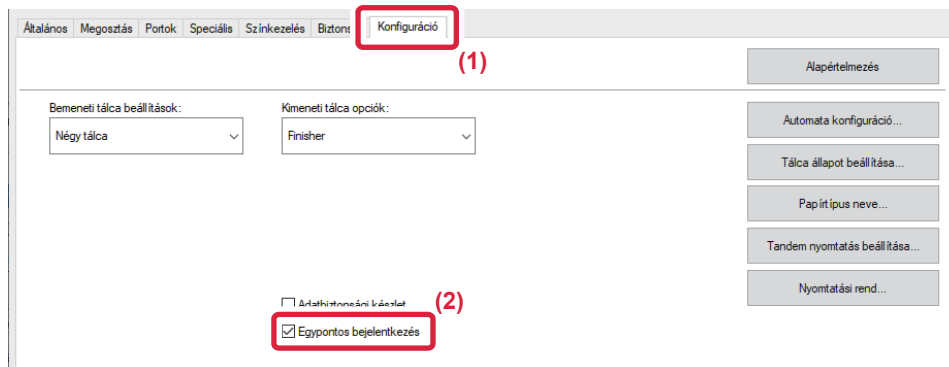 Általános Megosztás Portok Speciális Színkezelés Biztons Konfiguráció
(1)
Alapértelmezés
Bemeneti tálca beállítások:
Kimeneti tálca opciók:
Négy tálca
Finisher
Automata konfiguráció...
Tálca állapot beállítása...
Papírtípus neve...
Tandem nyomtatás beállítása...
Nyomtatási rend...
Adatbiztonsági készlet
(2)
Egypontos bejelentkezés